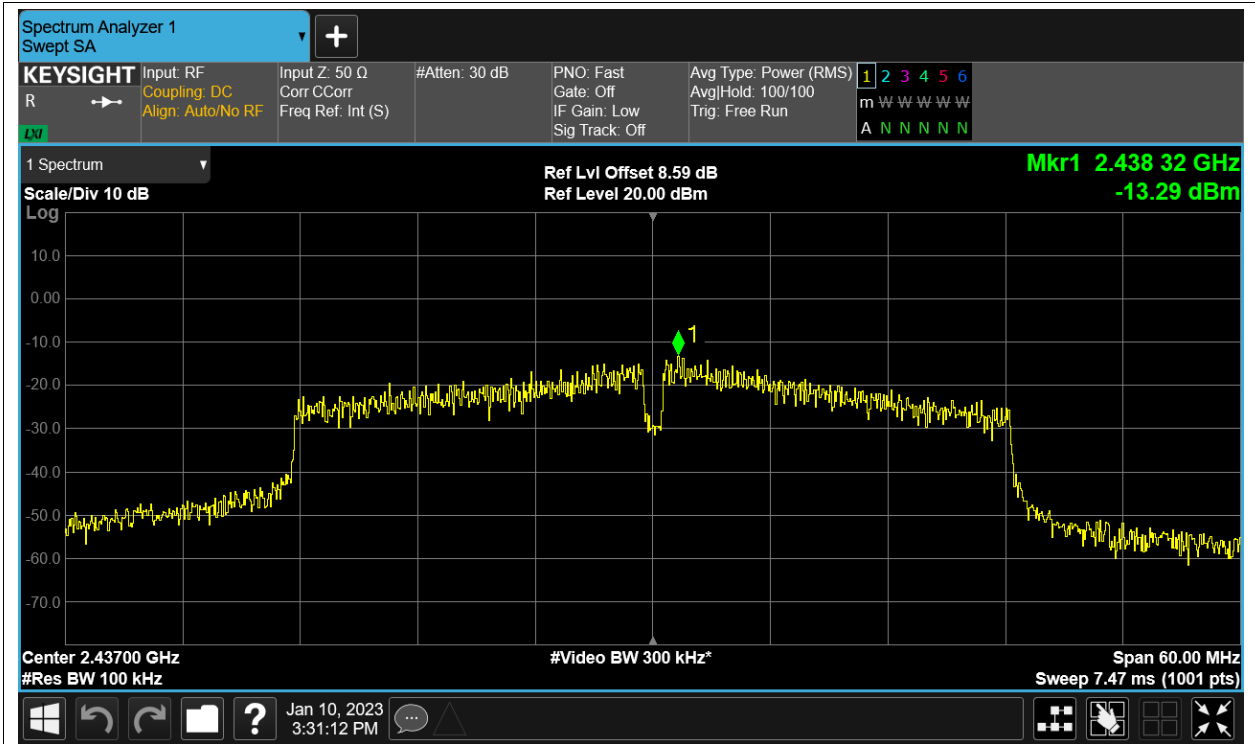 Spectrum Analyzer 1
Swept SA
KEYSIGHT
R
LXI
Input: RF
Coupling: DC
Align: Auto/No RF
Input Z: 50 Ω
Corr CCorr
Freq Ref: Int (S)
#Atten: 30 dB
PNO: Fast
Gate: Off
IF Gain: Low
Sig Track: Off
Avg Type: Power (RMS)
Avg|Hold: 100/100
Trig: Free Run
1 2 3 4 5 6
m W W W W W
A N N N N N
1 Spectrum
Scale/Div 10 dB
Log
Ref Lvl Offset 8.59 dB
Ref Level 20.00 dBm
Mkr1 2.438 32 GHz
-13.29 dBm
10.0
0.00
-10.0
1
-20.0
-30.0
-40.0
-50.0
-60.0
-70.0
Center 2.43700 GHz
#Video BW 300 kHz*
Span 60.00 MHz
#Res BW 100 kHz
Sweep 7.47 ms (1001 pts)
?
Jan 10, 2023
3:31:12 PM